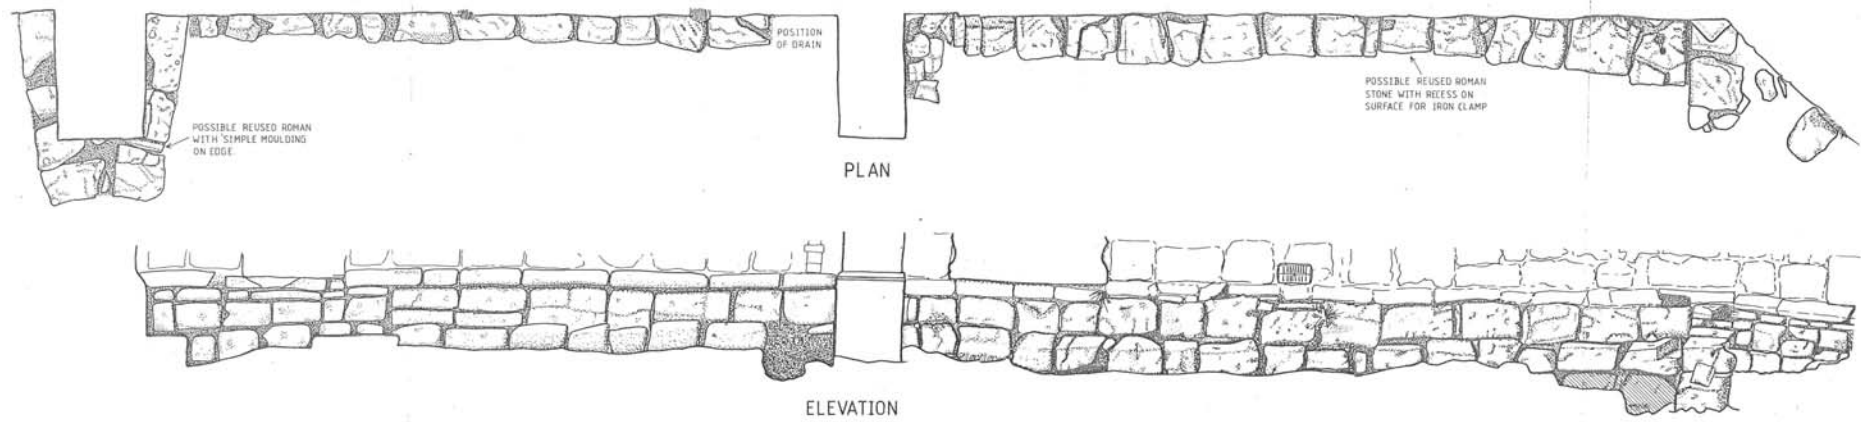 POSITION
OF DRAIN
POSSIBLE REUSED ROMAN
STONE WITH RECESS ON
SURFACE FOR IRON CLAMP
POSSIBLE REUSED ROMAN
WITH 'SIMPLE MOULDING
ON EDGE.
PLAN
ELEVATION